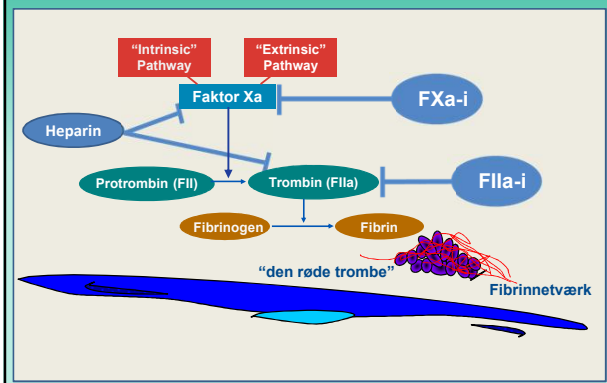 “Intrinsic”
Pathway
“Extrinsic”
Pathway
Faktor Xa
FXa-i
Heparin
Protrombin (FII)
Trombin (FIIa)
FIIa-i
Fibrinogen
Fibrin
“den røde trombe”
Fibrinnetværk